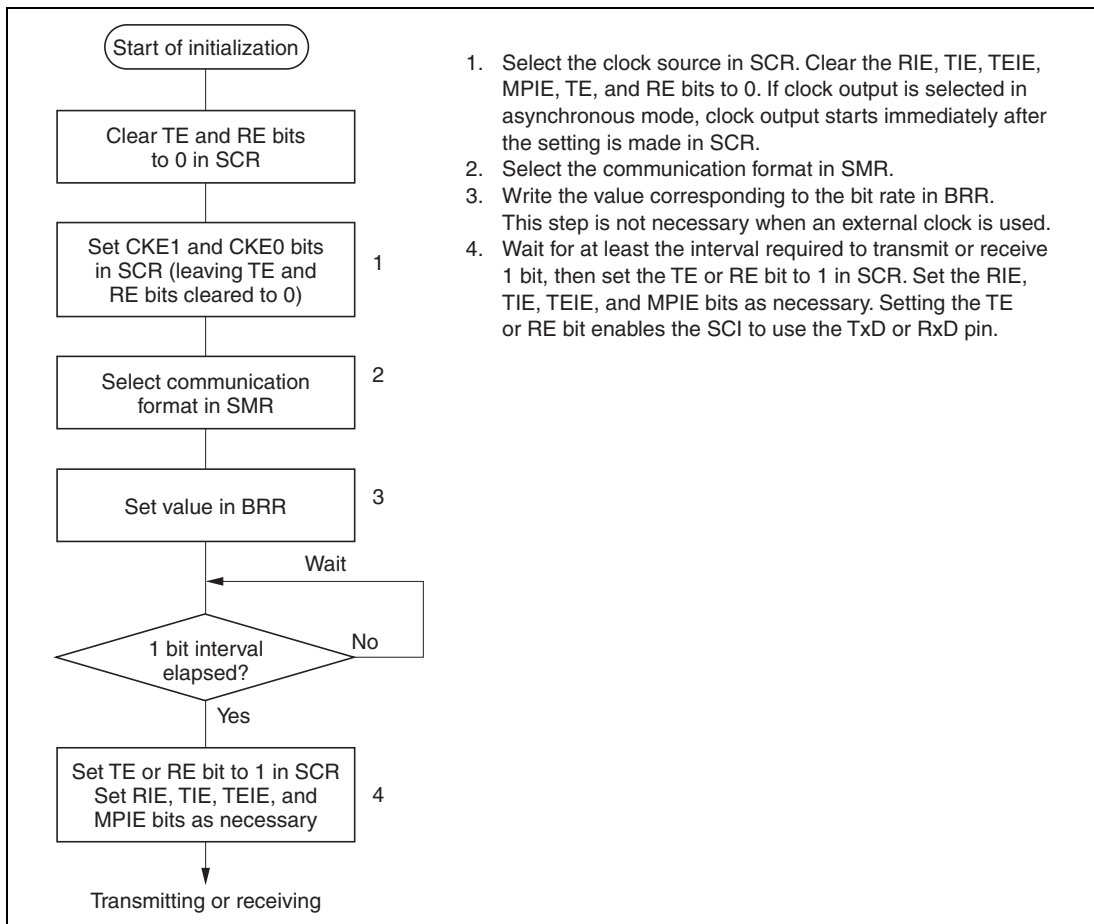 Start of initialization
Clear TE and RE bits
to 0 in SCR
Set CKE1 and CKE0 bits
in SCR (leaving TE and
RE bits cleared to 0)
1
Select communication
format in SMR
2
Set value in BRR
3
Wait
1 bit interval
elapsed?
No
Yes
Set TE or RE bit to 1 in SCR
Set RIE, TIE, TEIE, and
MPIE bits as necessary
4
Transmitting or receiving
1. Select the clock source in SCR. Clear the RIE, TIE, TEIE,
MPIE, TE, and RE bits to 0. If clock output is selected in
asynchronous mode, clock output starts immediately after
the setting is made in SCR.
2. Select the communication format in SMR.
3. Write the value corresponding to the bit rate in BRR.
This step is not necessary when an external clock is used.
4. Wait for at least the interval required to transmit or receive
1 bit, then set the TE or RE bit to 1 in SCR. Set the RIE,
TIE, TEIE, and MPIE bits as necessary. Setting the TE
or RE bit enables the SCI to use the TxD or RxD pin.